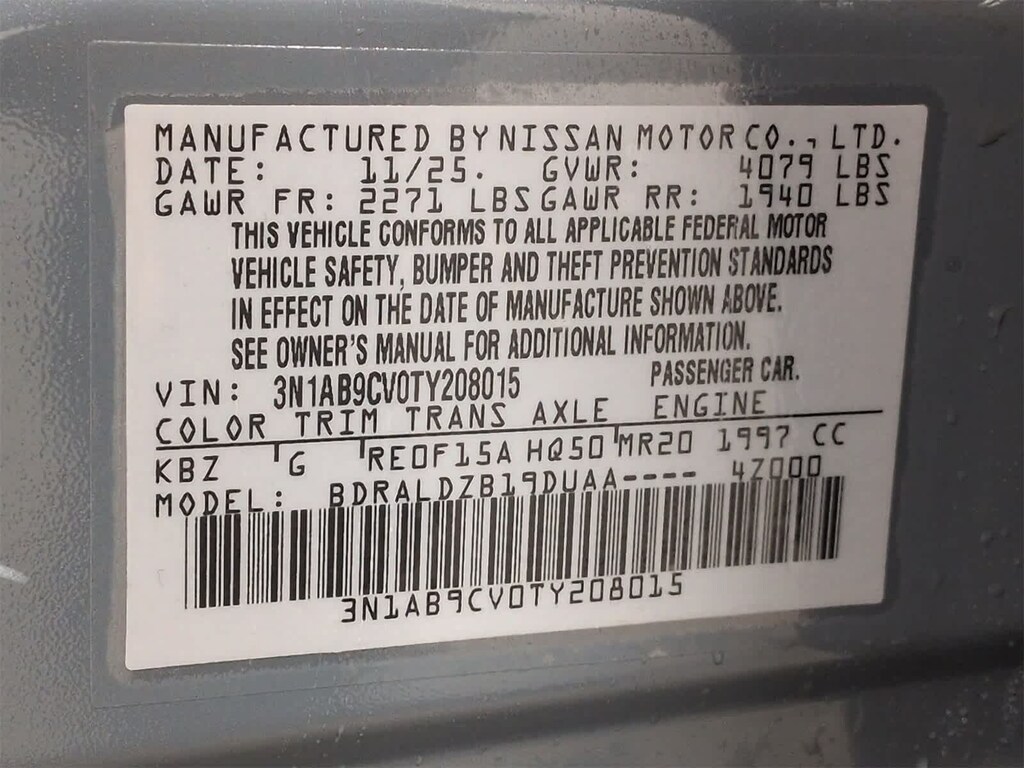 MANUFACTURED BY NISSAN MOTOR CO., LTD.
DATE: 11/25. GVWR: 4079 LBS
GAWR FR: 2271 LBS GAWR RR: 1940 LBS
THIS VEHICLE CONFORMS TO ALL APPLICABLE FEDERAL MOTOR
VEHICLE SAFETY, BUMPER AND THEFT PREVENTION STANDARDS
IN EFFECT ON THE DATE OF MANUFACTURE SHOWN ABOVE.
SEE OWNER'S MANUAL FOR ADDITIONAL INFORMATION.
VIN: 3N1AB9CV0TY208015 PASSENGER CAR.
COLOR TRIM TRANS AXLE ENGINE
KBZ G RE0F15A HQ50 MR20 1997 CC
MODEL: BDRALDZB19DUAA---- 4Z000
3N1AB9CV0TY208015